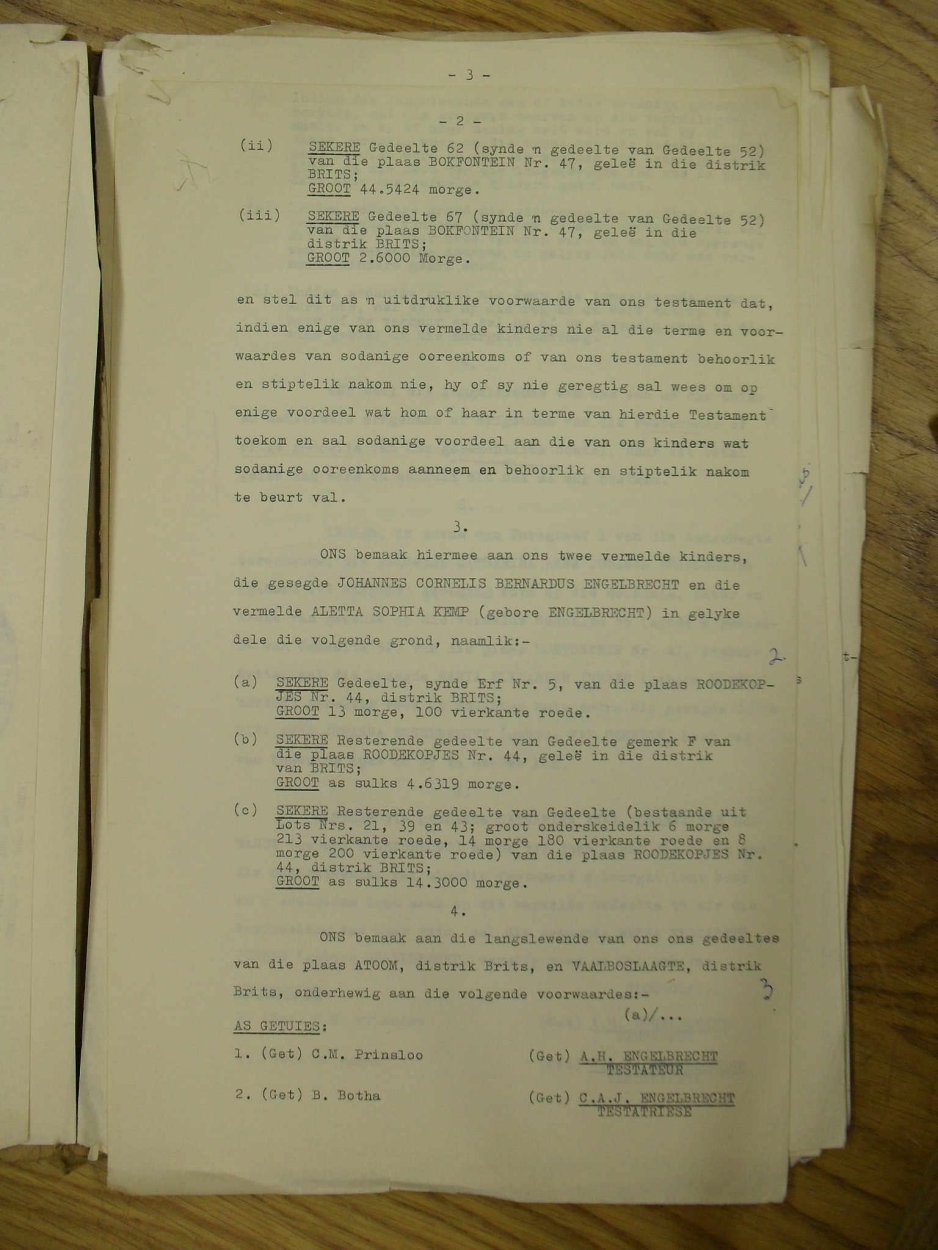 - 3 -
- 2 -
(ii) SEKERE Gedeelte 62 (synde 'n gedeelte van Gedeelte 52)
van die plaas BOKFONTEIN Nr. 47, geleë in die distrik
BRITS;
GROOT 44.5424 morge.
(iii) SEKERE Gedeelte 67 (synde 'n gedeelte van Gedeelte 52)
van die plaas BOKFONTEIN Nr. 47, geleë in die
distrik BRITS;
GROOT 2.6000 Morge.
en stel dit as 'n uitdruklike voorwaarde van ons testament dat,
indien enige van ons vermelde kinders nie al die terme en voor-
waardes van sodanige ooreenkoms of van ons testament behoorlik
en stiptelik nakom nie, hy of sy nie geregtig sal wees om op
enige voordeel wat hom of haar in terme van hierdie Testament
toekom en sal sodanige voordeel aan die van ons kinders wat
sodanige ooreenkoms aanneem en behoorlik en stiptelik nakom
te beurt val.
3.
ONS bemaak hiermee aan ons twee vermelde kinders,
die gesegde JOHANNES CORNELIS BERNARDUS ENGELBRECHT en die
vermelde ALETTA SOPHIA KEMP (gebore ENGELBRECHT) in gelyke
dele die volgende grond, naamlik:-
2
(a) SEKERE Gedeelte, synde Erf Nr. 5, van die plaas ROODEKOP-
JES Nr. 44, distrik BRITS;
GROOT 13 morge, 100 vierkante roede.
(b) SEKERE Resterende gedeelte van Gedeelte gemerk F van
die plaas ROODEKOPJES Nr. 44, geleë in die distrik
van BRITS;
GROOT as sulks 4.6319 morge.
(c) SEKERE Resterende gedeelte van Gedeelte (bestaande uit
Lots Nrs. 21, 39 en 43; groot onderskeidelik 6 morge
213 vierkante roede, 14 morge 180 vierkante roede en 8
morge 200 vierkante roede) van die plaas ROODEKOPJES Nr.
44, distrik BRITS;
GROOT as sulks 14.3000 morge.
4.
ONS bemaak aan die langslewende van ons ons gedeeltes
van die plaas ATOOM, distrik Brits, en VAALBOSLAAGTE, distrik
Brits, onderhewig aan die volgende voorwaardes:-
3
(a)/...
AS GETUIES:
1. (Get) C.M. Prinsloo (Get) A.H. ENGELBRECHT
TESTATEUR
2. (Get) B. Botha (Get) C.A.J. ENGELBRECHT
TESTATRIESE